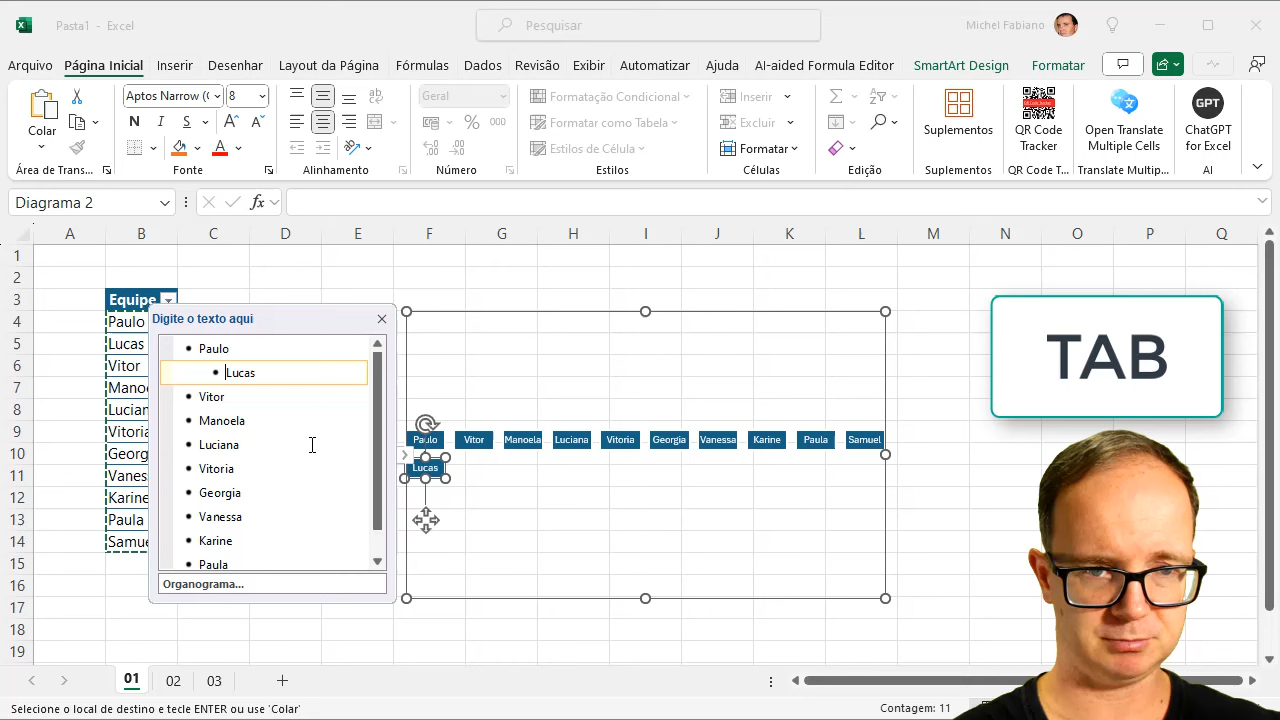 Pasta1 - Excel
Pesquisar
Michel Fabiano
Arquivo
Página Inicial
Inserir
Desenhar
Layout da Página
Fórmulas
Dados
Revisão
Exibir
Automatizar
Ajuda
AI-aided Formula Editor
SmartArt Design
Formatar
Colar
Área de Trans...
Aptos Narrow (C
8
N
I
S
A
A
A
Fonte
ab
Alinhamento
Geral
% 000
Número
Formatação Condicional
Formatar como Tabela
Estilos de Célula
Estilos
Inserir
Excluir
Formatar
Células
Edição
Suplementos
Suplementos
QR Code
Tracker
QR Code T...
Open Translate
Multiple Cells
Translate Multip...
GPT
ChatGPT
for Excel
AI
Diagrama 2
fx
A B C D E F G H I J K L M N O P Q
1
2
3 Equipe
4 Paulo
5 Lucas
6 Vitor
7 Manoe
8 Lucian
9 Vitoria
10 Georg
11 Vanes
12 Karine
13 Paula
14 Samue
15
16
17
18
19
Digite o texto aqui
Paulo
Lucas
Vitor
Manoela
Luciana
Vitoria
Georgia
Vanessa
Karine
Paula
Organograma...
Paulo Vitor Manoela Luciana Vitoria Georgia Vanessa Karine Paula Samuel
Lucas
TAB
01 02 03
Selecione o local de destino e tecle ENTER ou use 'Colar'
Contagem: 11